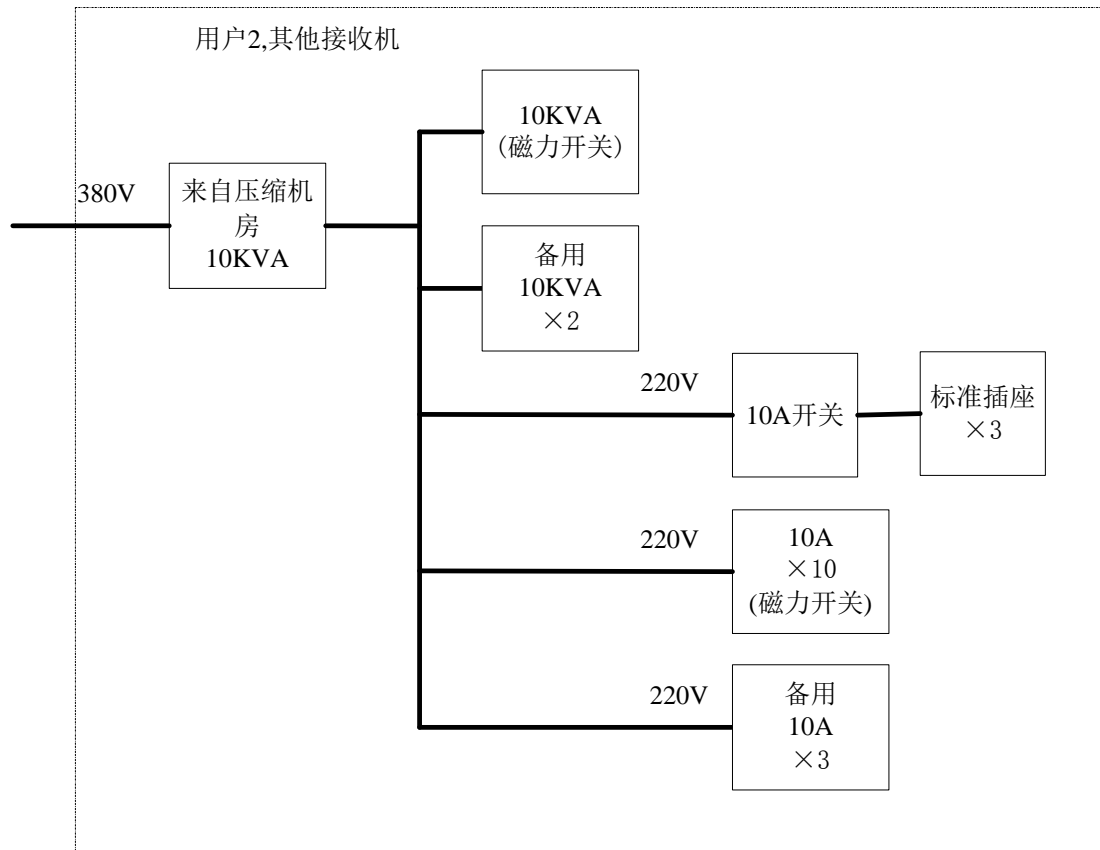 用户2,其他接收机
10KVA
(磁力开关)
380V
来自压缩机
房
10KVA
备用
10KVA
×2
220V
10A开关
标准插座
×3
220V
10A
×10
(磁力开关)
220V
备用
10A
×3